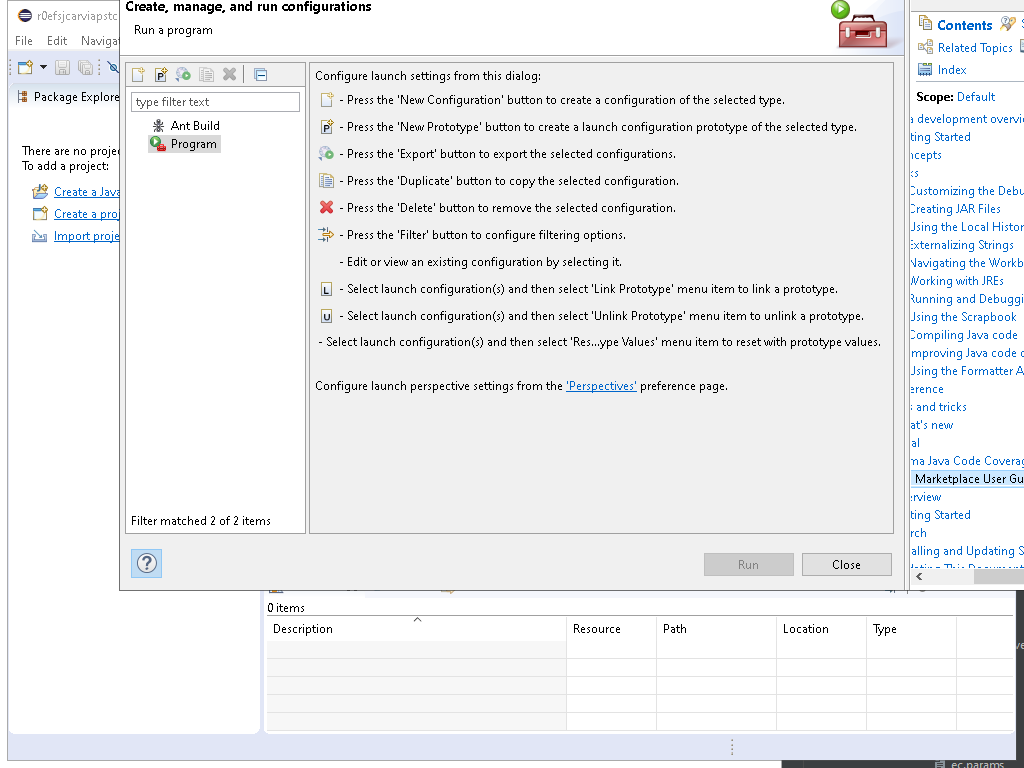 Create, manage, and run configurations
Run a program
r0efsjcarviapstc
File Edit Naviga
Package Explore
There are no proje
To add a project:
Create a Java
Create a proj
Import proje
type filter text
Ant Build
Program
Filter matched 2 of 2 items
Configure launch settings from this dialog:
- Press the 'New Configuration' button to create a configuration of the selected type.
- Press the 'New Prototype' button to create a launch configuration prototype of the selected type.
- Press the 'Export' button to export the selected configurations.
- Press the 'Duplicate' button to copy the selected configuration.
- Press the 'Delete' button to remove the selected configuration.
- Press the 'Filter' button to configure filtering options.
- Edit or view an existing configuration by selecting it.
L - Select launch configuration(s) and then select 'Link Prototype' menu item to link a prototype.
U - Select launch configuration(s) and then select 'Unlink Prototype' menu item to unlink a prototype.
- Select launch configuration(s) and then select 'Res...ype Values' menu item to reset with prototype values.
Configure launch perspective settings from the 'Perspectives' preference page.
Run
Close
Contents
Related Topics
Index
Scope: Default
a development overvi
ting Started
ncepts
ks
Customizing the Debu
Creating JAR Files
Using the Local Histor
Externalizing Strings
Navigating the Workb
Working with JREs
Running and Debuggi
Using the Scrapbook
Compiling Java code
mproving Java code c
Using the Formatter A
erence
s and tricks
at's new
al
ma Java Code Coverag
Marketplace User Gu
erview
ting Started
rch
alling and Updating S
0 items
Description Resource Path Location Type
ec.params